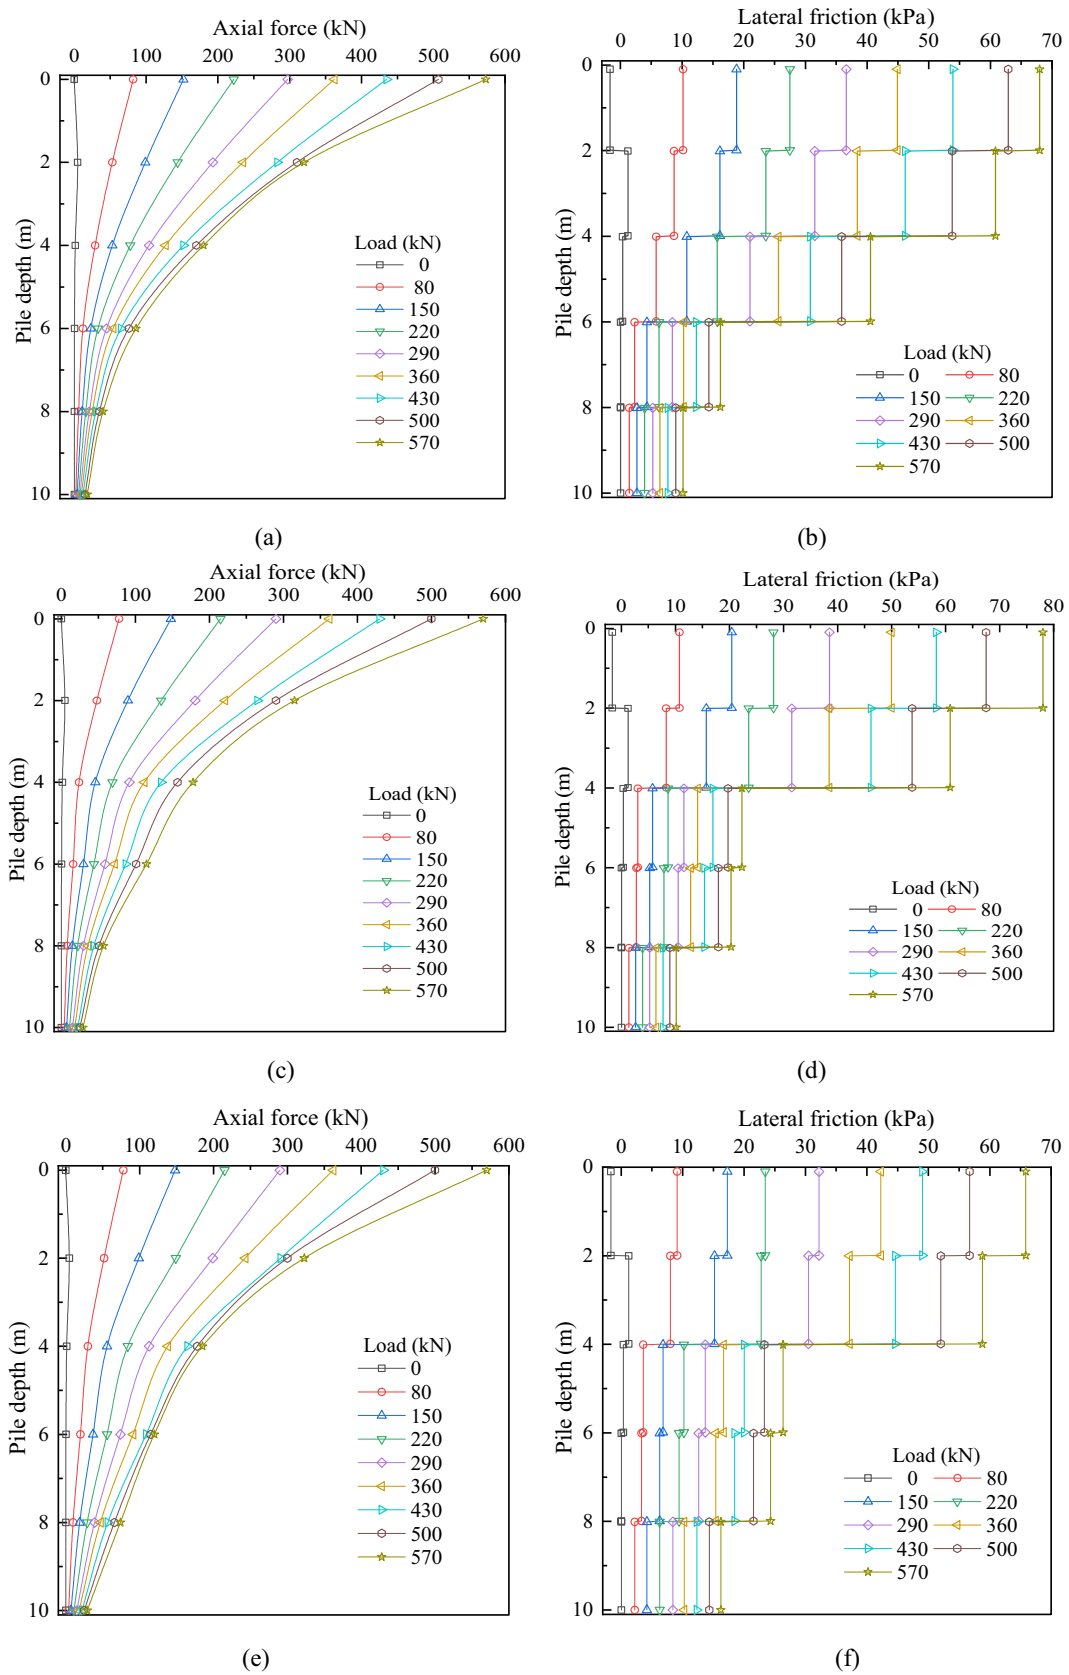 Axial force (kN)
0 100 200 300 400 500 600
Pile depth (m)
0
2
4
6
8
10
Load (kN)
0
80
150
220
290
360
430
500
570
(a)
Lateral friction (kPa)
0 10 20 30 40 50 60 70
Pile depth (m)
0
2
4
6
8
10
Load (kN)
0 80
150 220
290 360
430 500
570
(b)
Axial force (kN)
0 100 200 300 400 500 600
Pile depth (m)
0
2
4
6
8
10
Load (kN)
0
80
150
220
290
360
430
500
570
(c)
Lateral friction (kPa)
0 10 20 30 40 50 60 70 80
Pile depth (m)
0
2
4
6
8
10
Load (kN)
0 80
150 220
290 360
430 500
570
(d)
Axial force (kN)
0 100 200 300 400 500 600
Pile depth (m)
0
2
4
6
8
10
Load (kN)
0
80
150
220
290
360
430
500
570
(e)
Lateral friction (kPa)
0 10 20 30 40 50 60 70
Pile depth (m)
0
2
4
6
8
10
Load (kN)
0 80
150 220
290 360
430 500
570
(f)